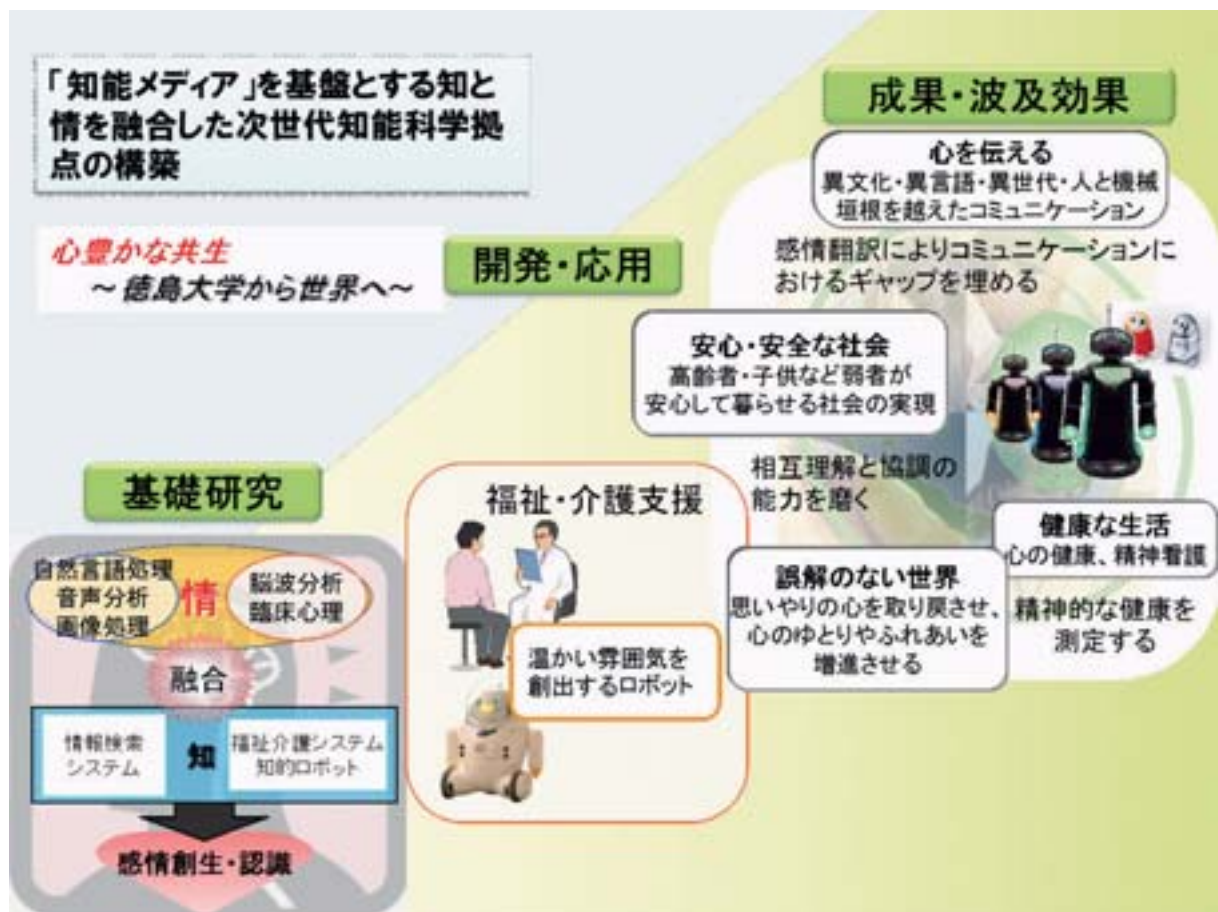 「知能メディア」を基盤とする知と
情を融合した次世代知能科学拠
点の構築
心豊かな共生
～徳島大学から世界へ～
基礎研究
自然言語処理
音声分析
画像処理
情
脳波分析
臨床心理
融合
情報検索
システム
知
福祉介護システム
知的ロボット
感情創生・認識
開発・応用
福祉・介護支援
温かい雰囲気を
創出するロボット
成果・波及効果
心を伝える
異文化・異言語・異世代・人と機械
垣根を越えたコミュニケーション
感情翻訳によりコミュニケーションに
おけるギャップを埋める
安心・安全な社会
高齢者・子供など弱者が
安心して暮らせる社会の実現
相互理解と協調の
能力を磨く
誤解のない世界
思いやりの心を取り戻させ、
心のゆとりやふれあいを
増進させる
健康な生活
心の健康、精神看護
精神的な健康を
測定する